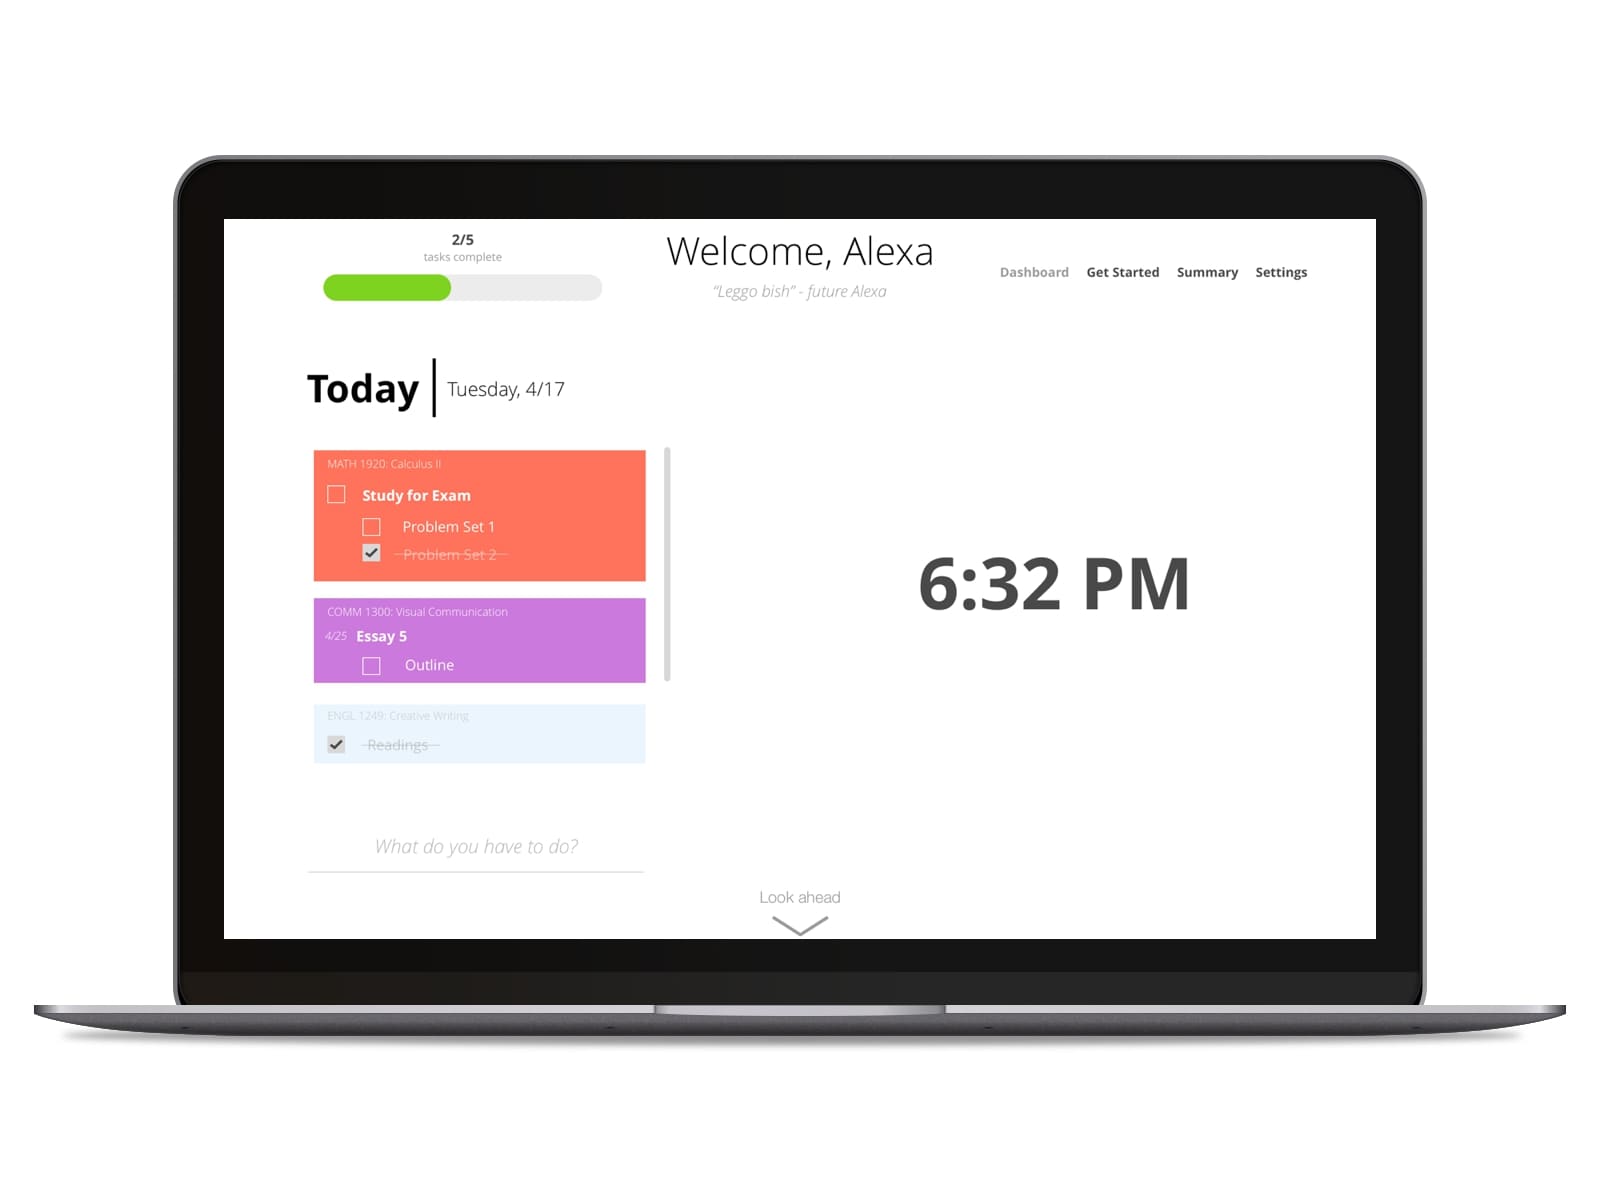 2/5
tasks complete
Welcome, Alexa
“Leggo bish” - future Alexa
Dashboard Get Started Summary Settings
Today
Tuesday, 4/17
MATH 1920: Calculus II
Study for Exam
Problem Set 1
Problem Set 2
COMM 1300: Visual Communication
4/25 Essay 5
Outline
ENGL 1249: Creative Writing
Readings
6:32 PM
What do you have to do?
Look ahead